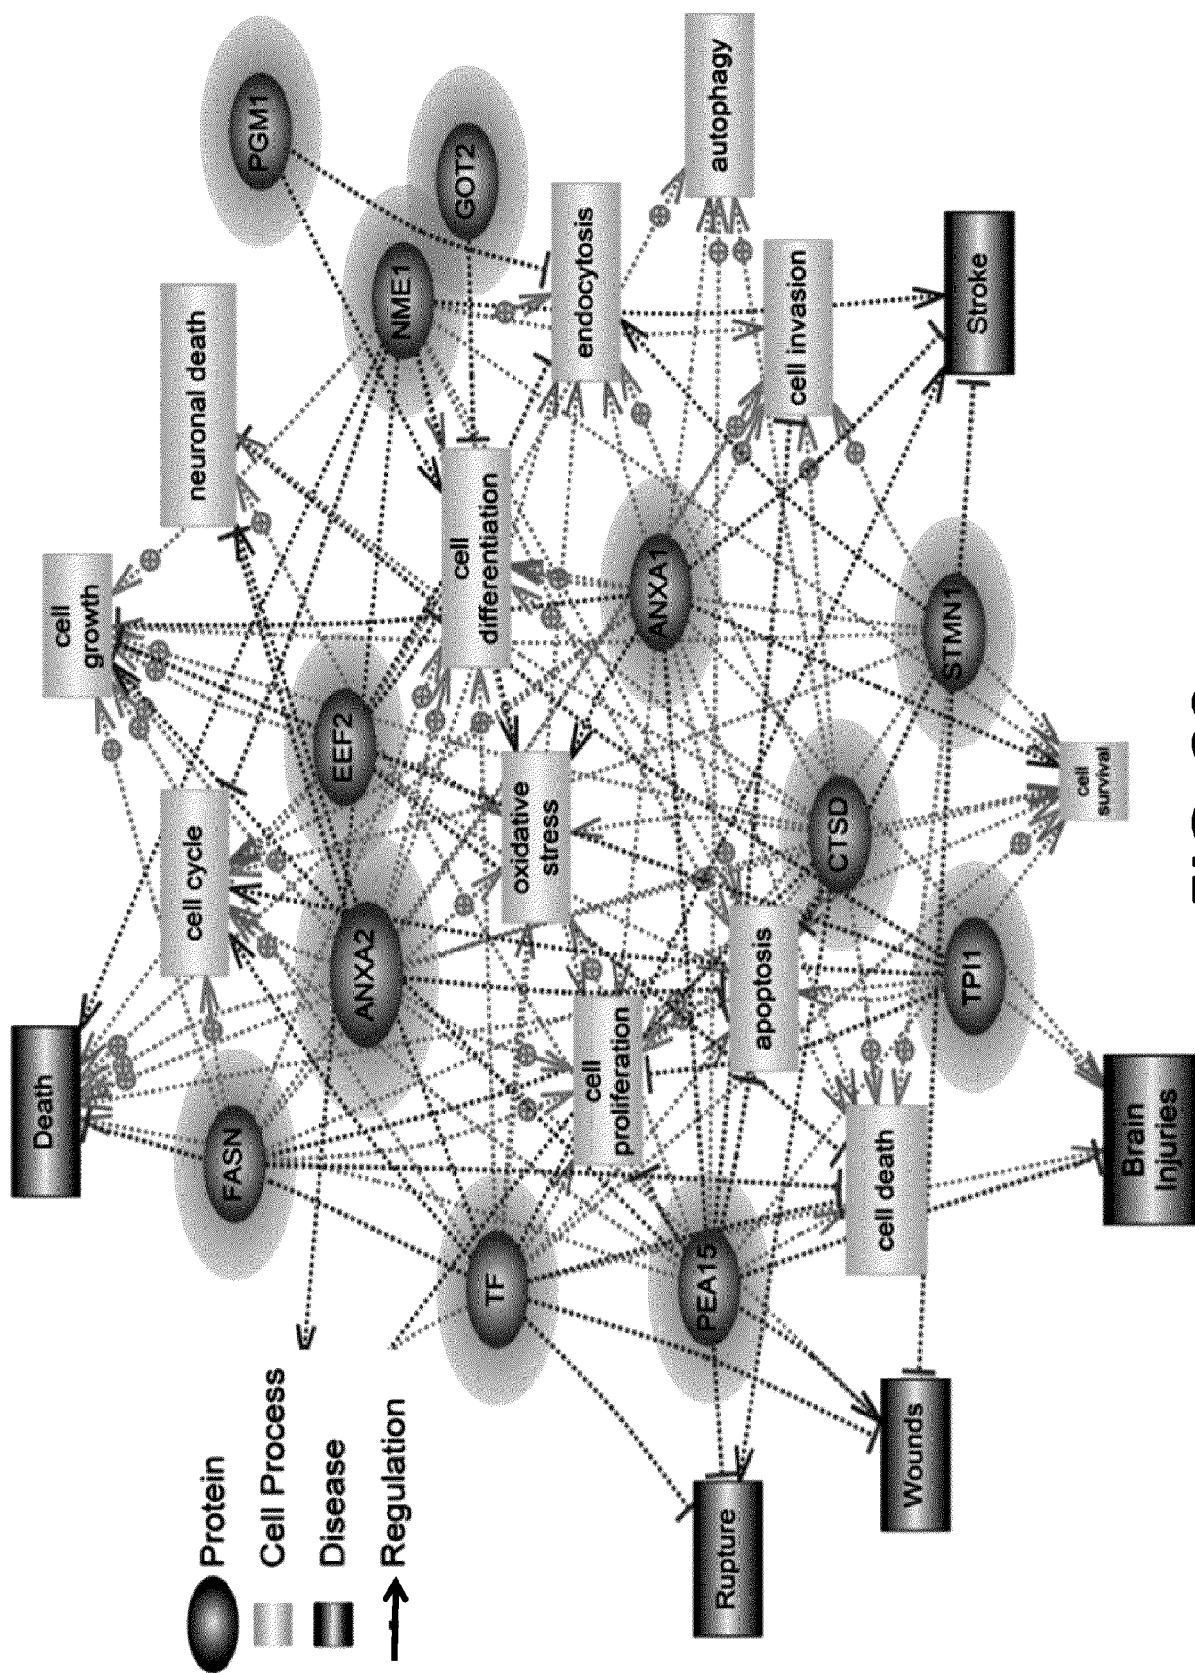 Protein
Cell Process
Disease
Regulation
Death
cell
growth
neuronal death
PGM1
FASN
cell cycle
EEF2
NME1
GOT2
ANXA2
TF
cell
differentiation
oxidative
stress
endocytosis
autophagy
cell
proliferation
ANXA1
PEA15
apoptosis
cell invasion
CTSD
cell death
STMN1
Stroke
TPI1
Rupture
Wounds
cell
survival
Brain
Injuries